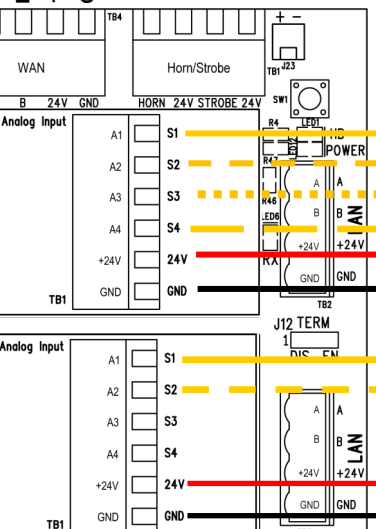 TB4
WAN
Horn/Strobe
+ -
TB1 J23
B 24V GND
HORN 24V STROBE 24V
SW1
Analog Input
R4 LED1
A1 S1
POWER
A2 S2
R47
LED12
A3 S3
A A
R46
A4 S4
LED6
B B
LAN
+24V 24V
RX
+24V +24V
GND GND
GND GND
TB1
TB2
J12 TERM
1
DIS EN
Analog Input
A1 S1
A2 S2
A3 S3
A A
A4 S4
B B
LAN
+24V 24V
+24V +24V
GND GND
GND GND
TB1